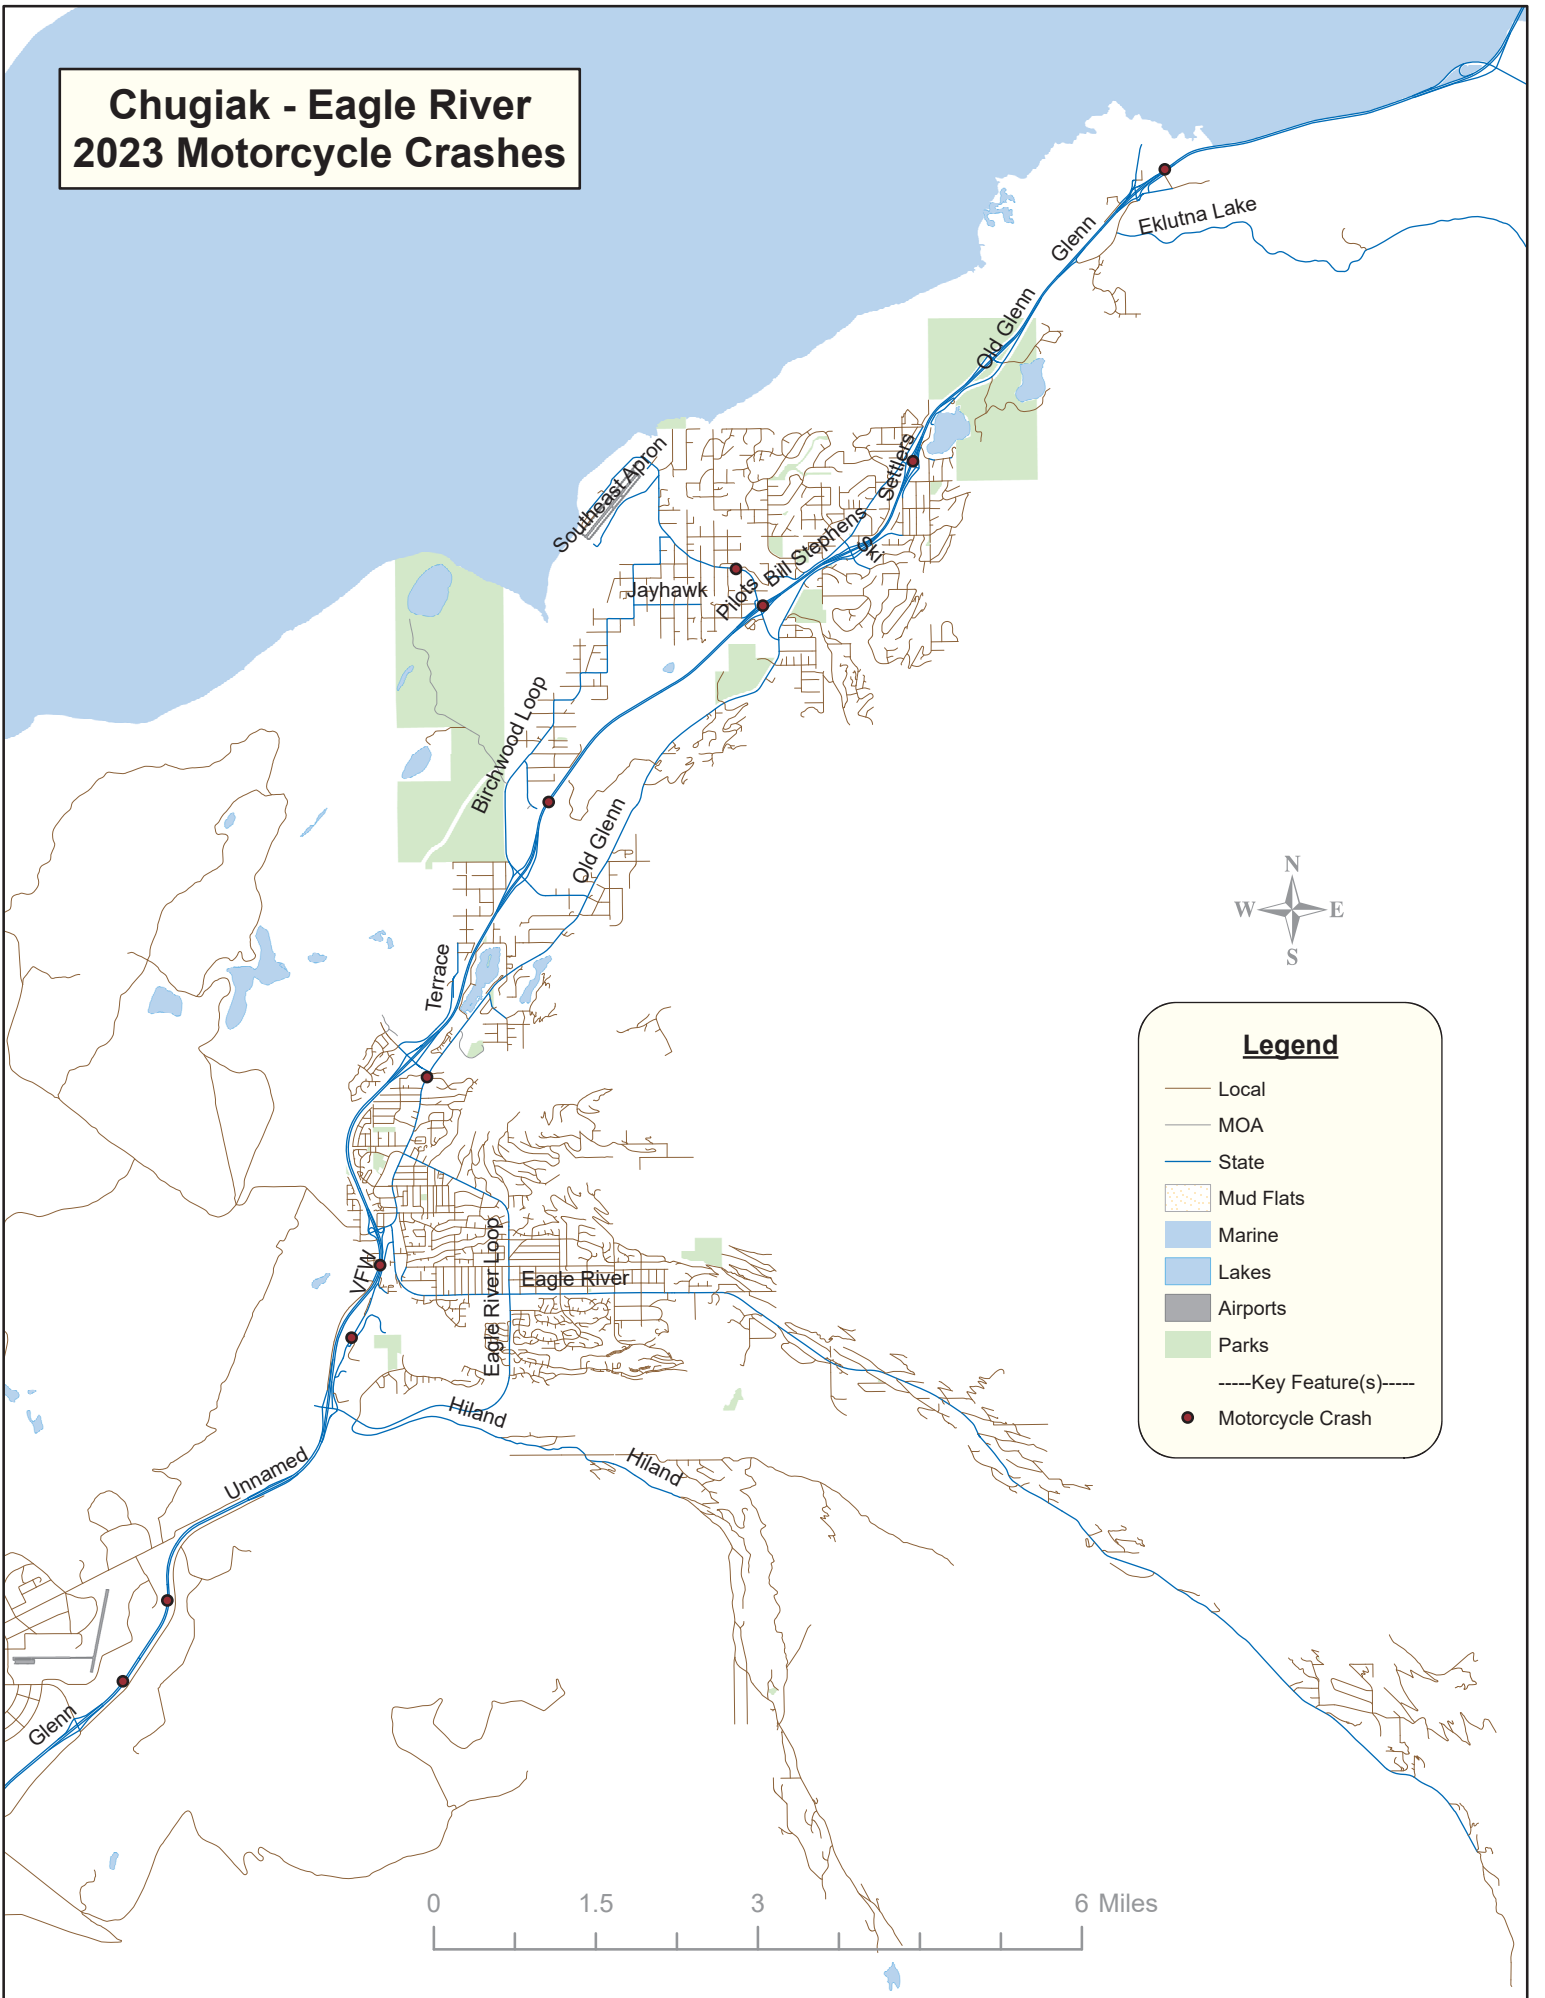 Chugiak - Eagle River
2023 Motorcycle Crashes
Glenn
Eklutna Lake
Old Glenn
Settlers
Southeast Apron
Bill Stephens
Ski
Jayhawk
Pilots
Birchwood Loop
Old Glenn
Terrace
VFW
Eagle River Loop
Eagle River
Hiland
Hiland
Unnamed
Glenn
N
W E
S
Legend
Local
MOA
State
Mud Flats
Marine
Lakes
Airports
Parks
-----Key Feature(s)-----
Motorcycle Crash
0 1.5 3 6 Miles